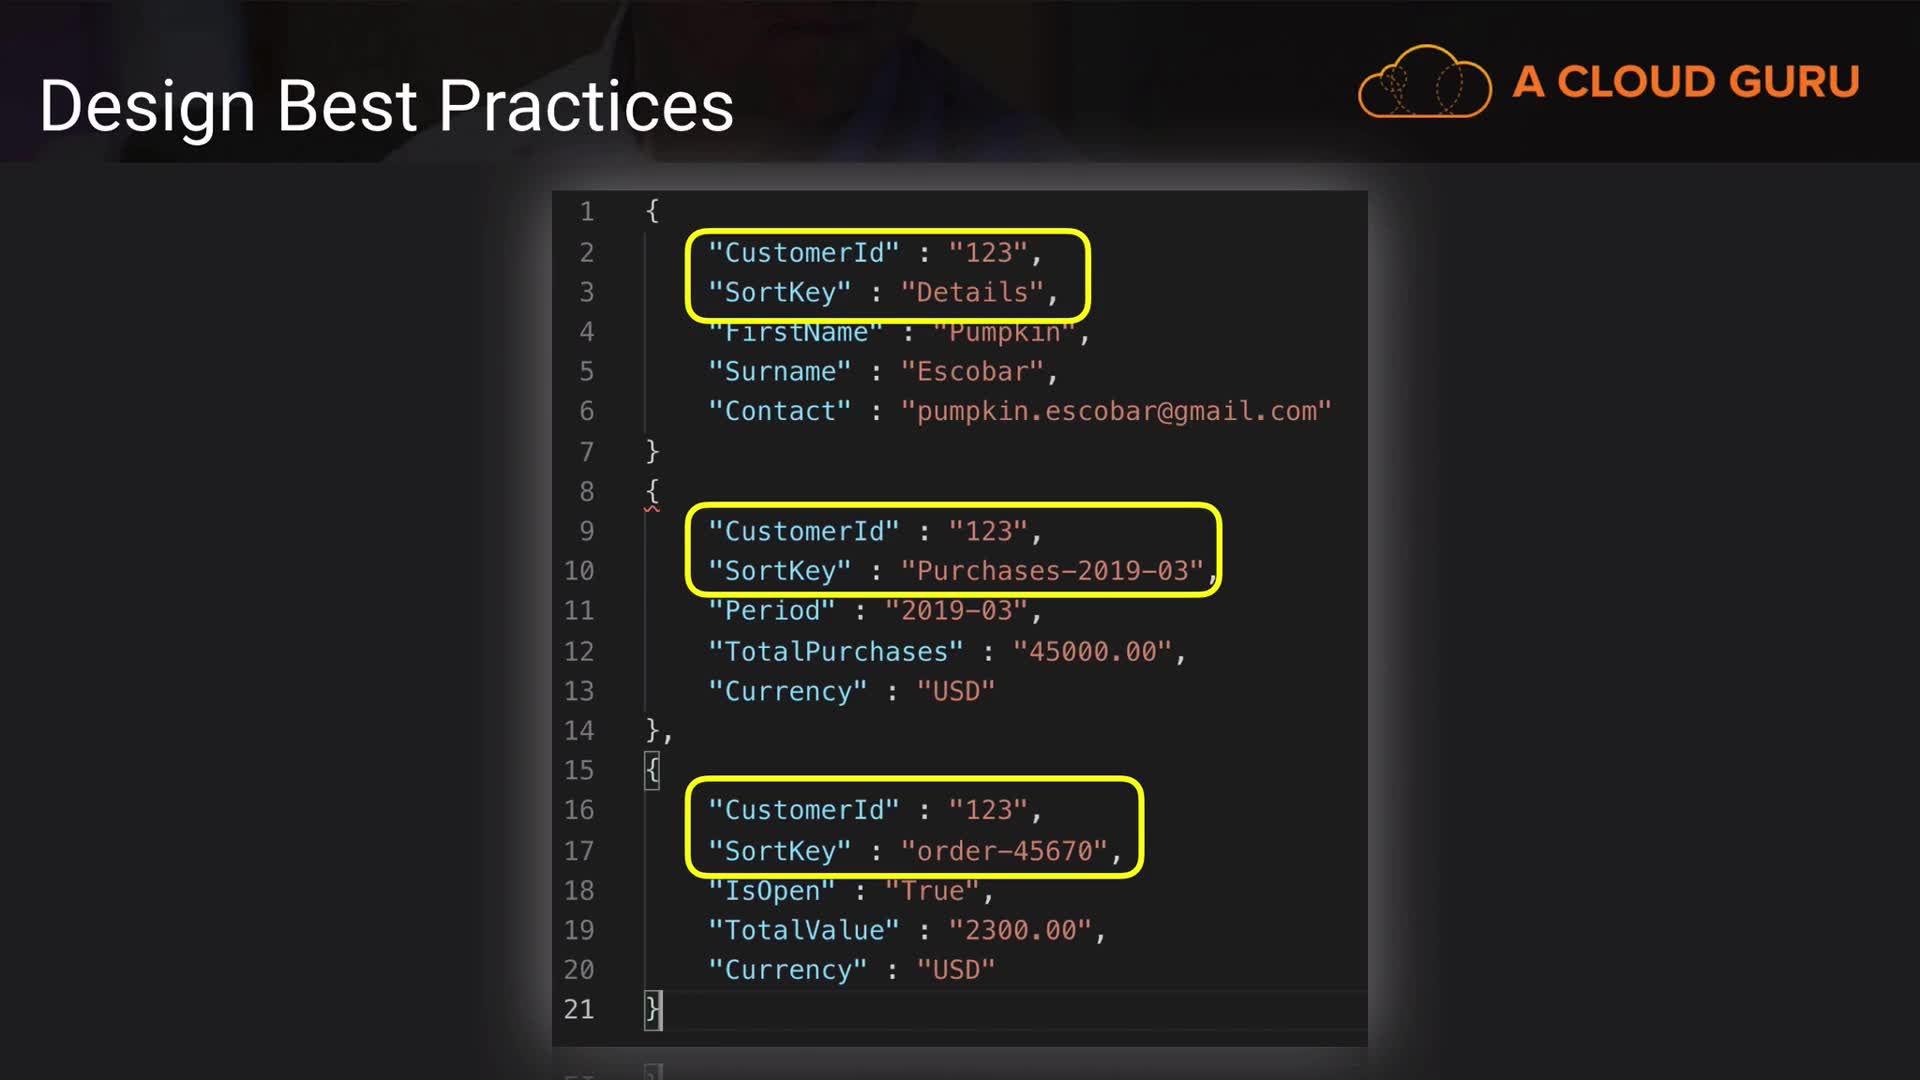 Design Best Practices
A CLOUD GURU
1 {
2 "CustomerId" : "123",
3 "SortKey" : "Details",
4 "FirstName" : "Pumpkin",
5 "Surname" : "Escobar",
6 "Contact" : "pumpkin.escobar@gmail.com"
7 }
8 {
9 "CustomerId" : "123",
10 "SortKey" : "Purchases-2019-03",
11 "Period" : "2019-03",
12 "TotalPurchases" : "45000.00",
13 "Currency" : "USD"
14 },
15 {
16 "CustomerId" : "123",
17 "SortKey" : "order-45670",
18 "IsOpen" : "True",
19 "TotalValue" : "2300.00",
20 "Currency" : "USD"
21 }